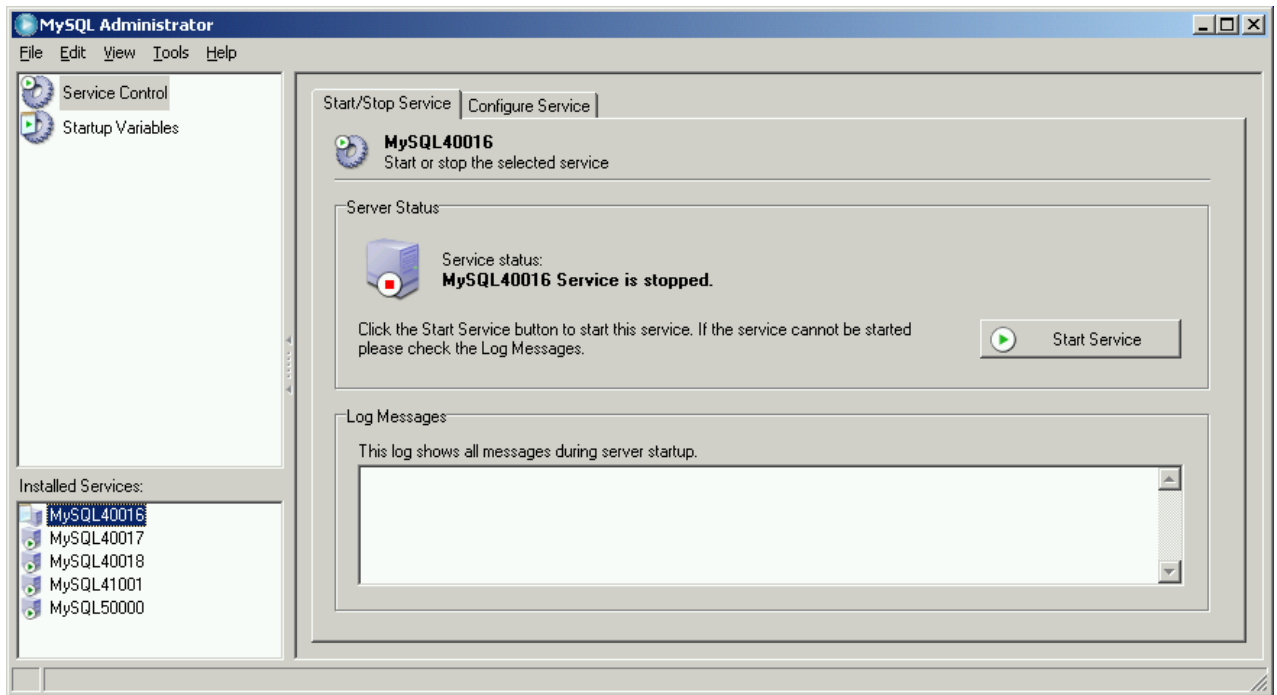 MySQL Administrator
File Edit View Tools Help
Service Control
Startup Variables
Start/Stop Service
Configure Service
MySQL40016
Start or stop the selected service
Server Status
Service status:
MySQL40016 Service is stopped.
Click the Start Service button to start this service. If the service cannot be started
please check the Log Messages.
Start Service
Log Messages
This log shows all messages during server startup.
Installed Services:
MySQL40016
MySQL40017
MySQL40018
MySQL41001
MySQL50000